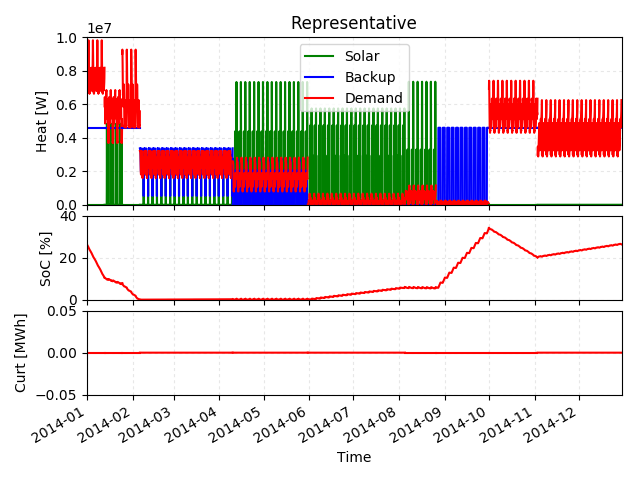 Representative
1e7
1.0
0.8
0.6
0.4
0.2
0.0
Heat [W]
Solar
Backup
Demand
40
20
0
SoC [%]
0.05
0.00
−0.05
Curt [MWh]
2014-01
2014-02
2014-03
2014-04
2014-05
2014-06
2014-07
2014-08
2014-09
2014-10
2014-11
2014-12
Time